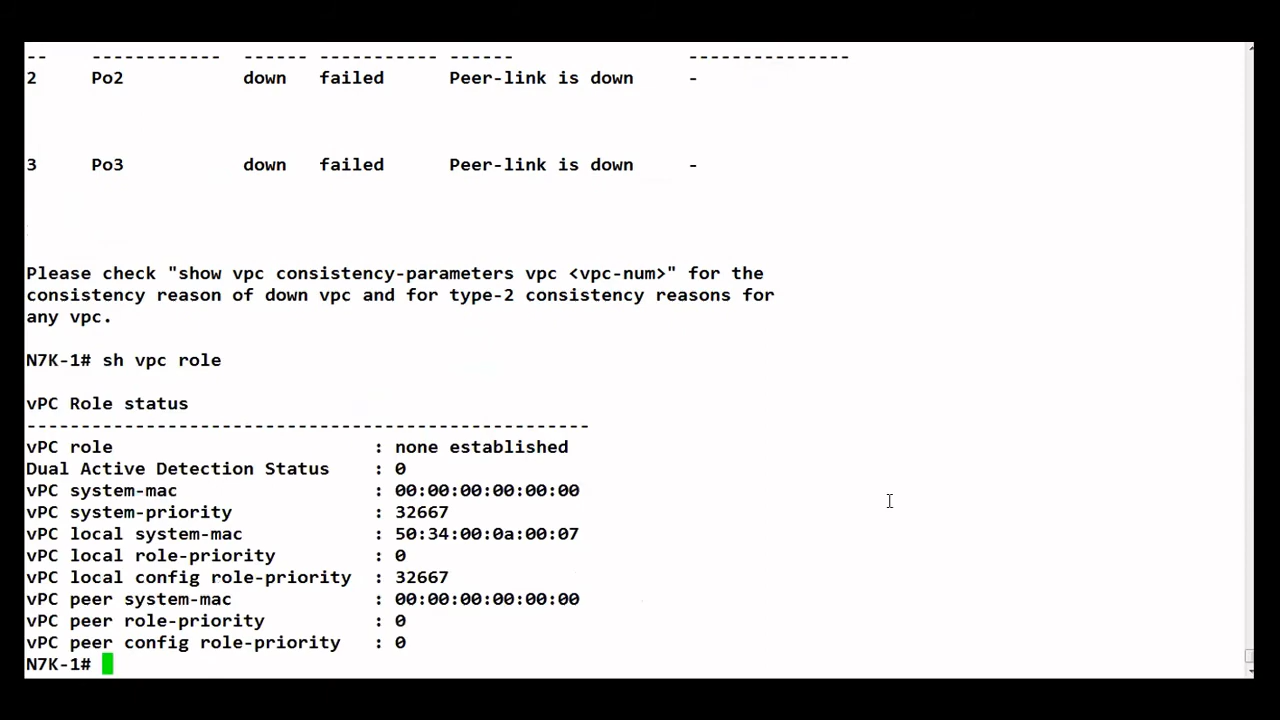 --    ------------  ------  -----------  ------                ---------------
2     Po2           down    failed      Peer-link is down     -
3     Po3           down    failed      Peer-link is down     -
Please check "show vpc consistency-parameters vpc <vpc-num>" for the
consistency reason of down vpc and for type-2 consistency reasons for
any vpc.
N7K-1# sh vpc role
vPC Role status
----------------------------------------------------
vPC role                        : none established
Dual Active Detection Status    : 0
vPC system-mac                  : 00:00:00:00:00:00
vPC system-priority             : 32667
vPC local system-mac            : 50:34:00:0a:00:07
vPC local role-priority         : 0
vPC local config role-priority  : 32667
vPC peer system-mac             : 00:00:00:00:00:00
vPC peer role-priority          : 0
vPC peer config role-priority   : 0
N7K-1#